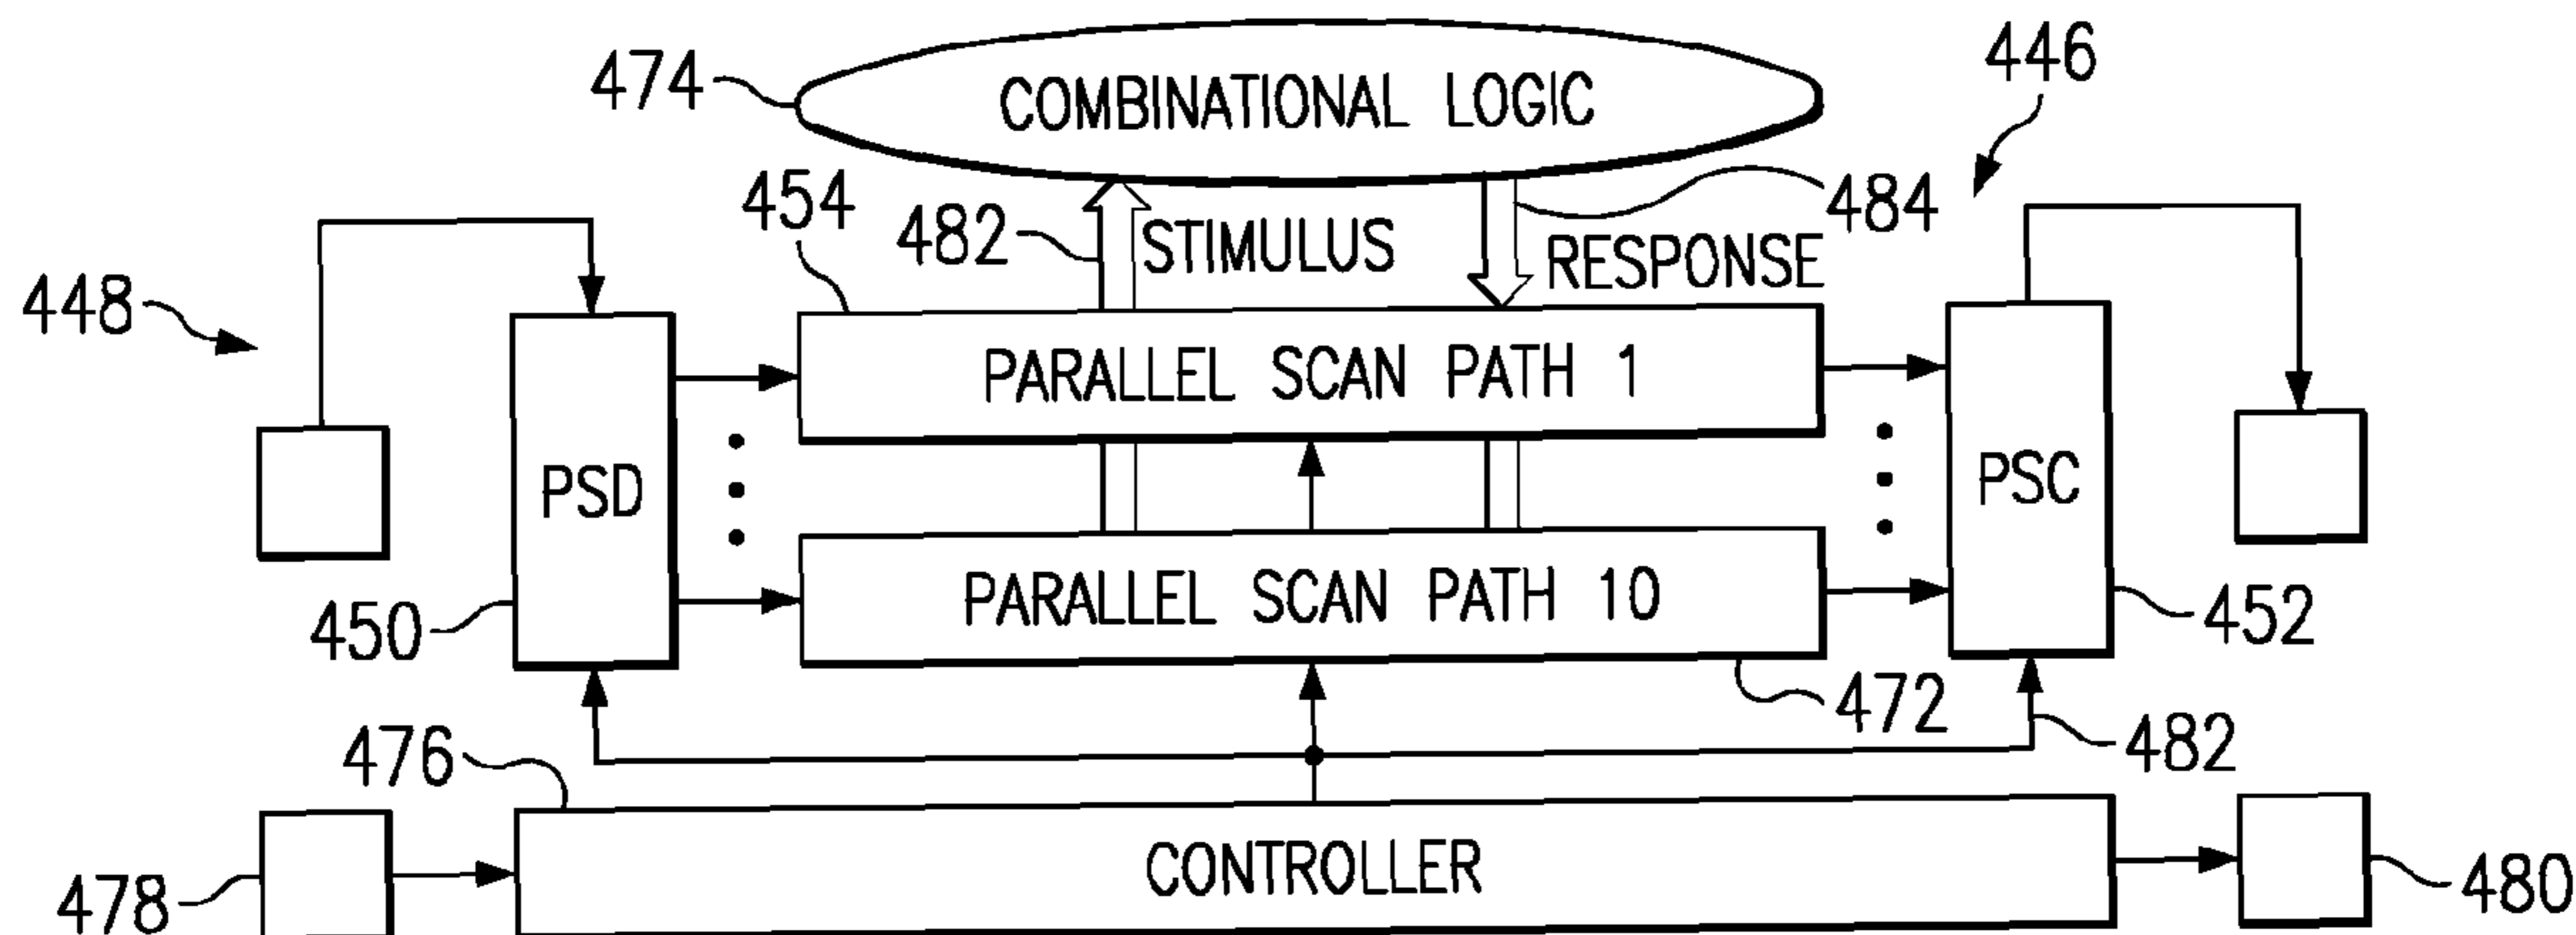 474
COMBINATIONAL LOGIC
446
454
482
STIMULUS
RESPONSE
484
448
PARALLEL SCAN PATH 1
PSD
PSC
PARALLEL SCAN PATH 10
450
452
472
476
482
CONTROLLER
478
480